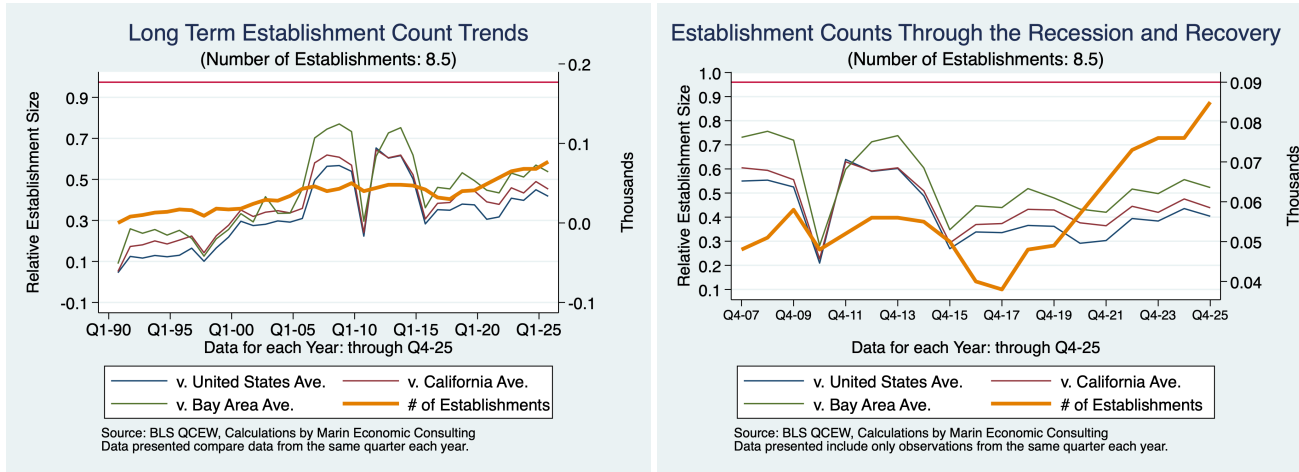 Long Term Establishment Count Trends
(Number of Establishments: 8.5)
Relative Establishment Size
0.9
0.7
0.5
0.3
0.1
-0.1
0.2
0.1
0.0
-0.1
Thousands
Q1-90 Q1-95 Q1-00 Q1-05 Q1-10 Q1-15 Q1-20 Q1-25
Data for each Year: through Q4-25
v. United States Ave. v. California Ave.
v. Bay Area Ave. # of Establishments
Source: BLS QCEW, Calculations by Marin Economic Consulting
Data presented compare data from the same quarter each year.
Establishment Counts Through the Recession and Recovery
(Number of Establishments: 8.5)
Relative Establishment Size
1.0
0.9
0.8
0.7
0.6
0.5
0.4
0.3
0.2
0.1
0.09
0.08
0.07
0.06
0.05
0.04
Thousands
Q4-07 Q4-09 Q4-11 Q4-13 Q4-15 Q4-17 Q4-19 Q4-21 Q4-23 Q4-25
Data for each Year: through Q4-25
v. United States Ave. v. California Ave.
v. Bay Area Ave. # of Establishments
Source: BLS QCEW, Calculations by Marin Economic Consulting
Data presented include only observations from the same quarter each year.